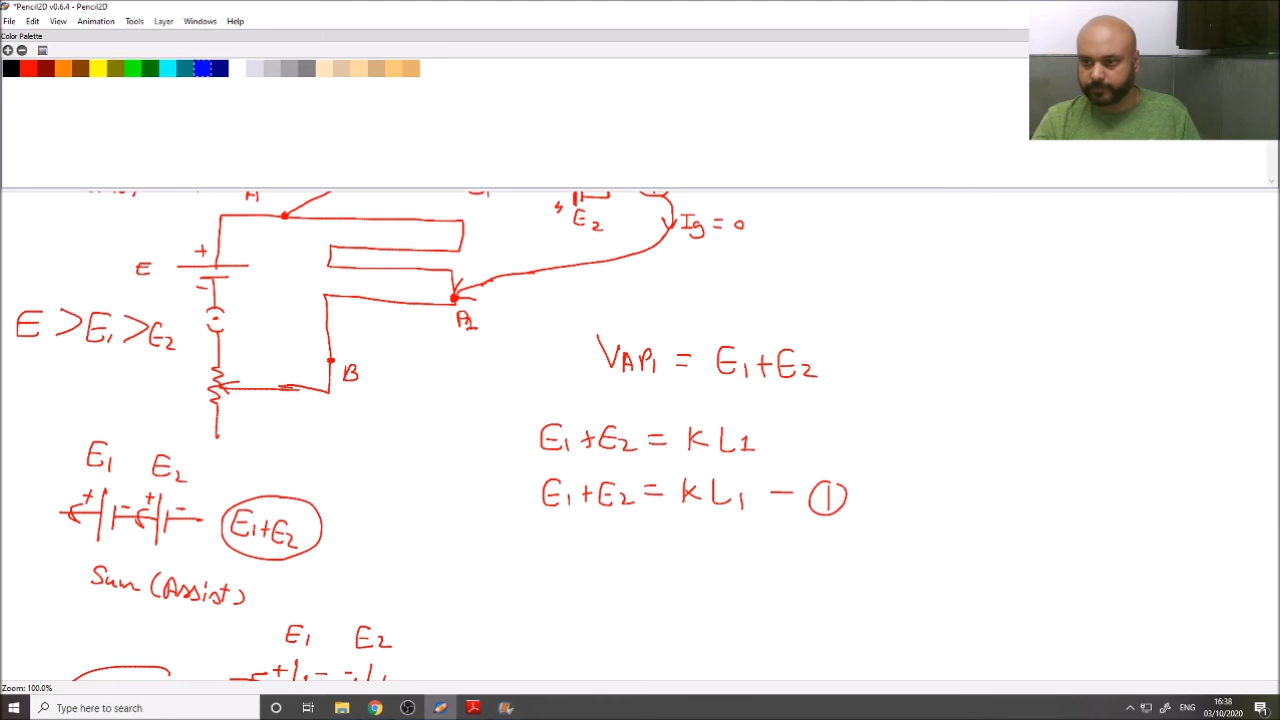 *Pencil2D v0.6.4 - Pencil2D
File Edit View Animation Tools Layer Windows Help
Color Palette
A
E2
Ig = 0
+
E
-
P1
E > E1 > E2
B
VAP1 = E1+E2
E1+E2 = K L1
E1+E2 = K L1 - ①
E1 E2
+ - + -
E1+E2
Sum (Assist)
E1 E2
+ - -
Zoom: 100.0%
Type here to search
ENG
16:38
03/10/2020